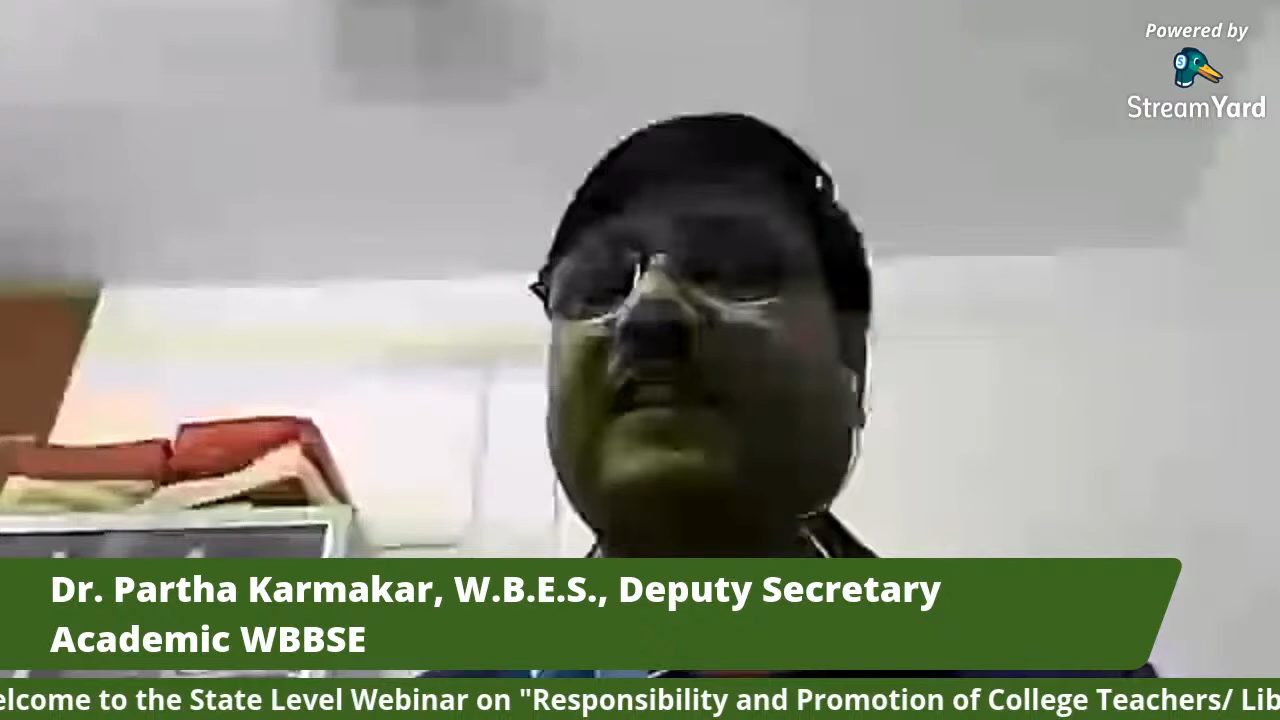 Powered by
StreamYard
Dr. Partha Karmakar, W.B.E.S., Deputy Secretary
Academic WBBSE
elcome to the State Level Webinar on "Responsibility and Promotion of College Teachers/ Lib